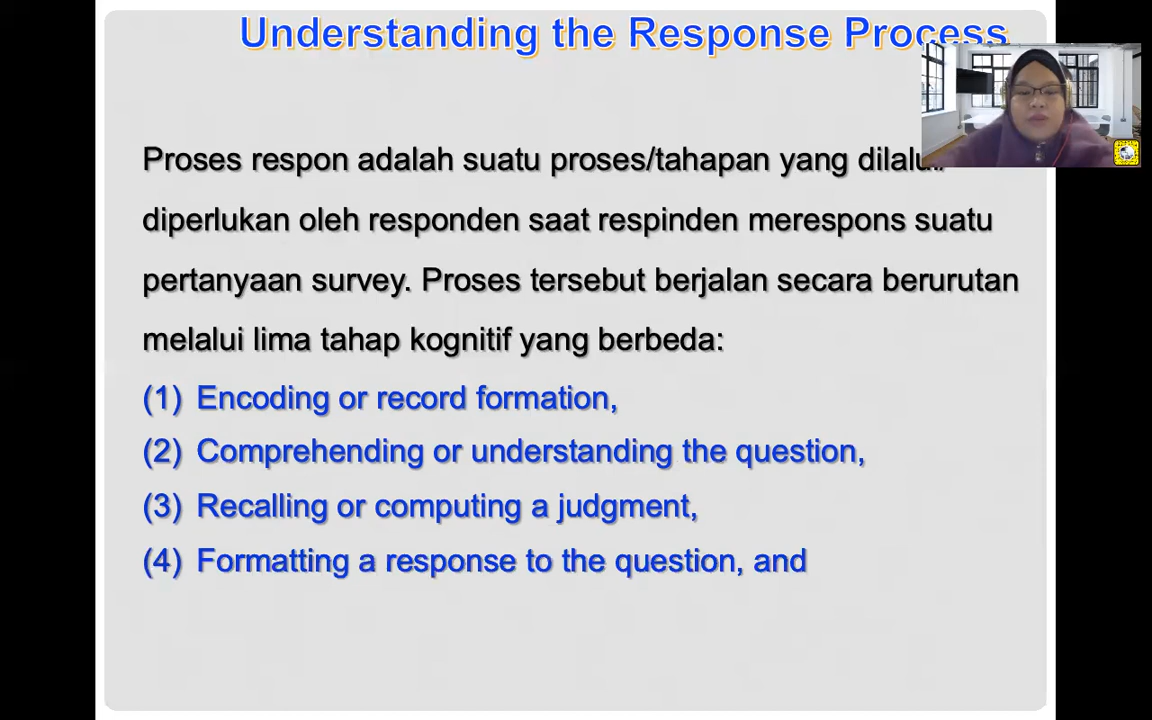 Understanding the Response Process
Proses respon adalah suatu proses/tahapan yang
diperlukan oleh responden saat respinden merespons suatu
pertanyaan survey. Proses tersebut berjalan secara berurutan
melalui lima tahap kognitif yang berbeda:
(1) Encoding or record formation,
(2) Comprehending or understanding the question,
(3) Recalling or computing a judgment,
(4) Formatting a response to the question, and